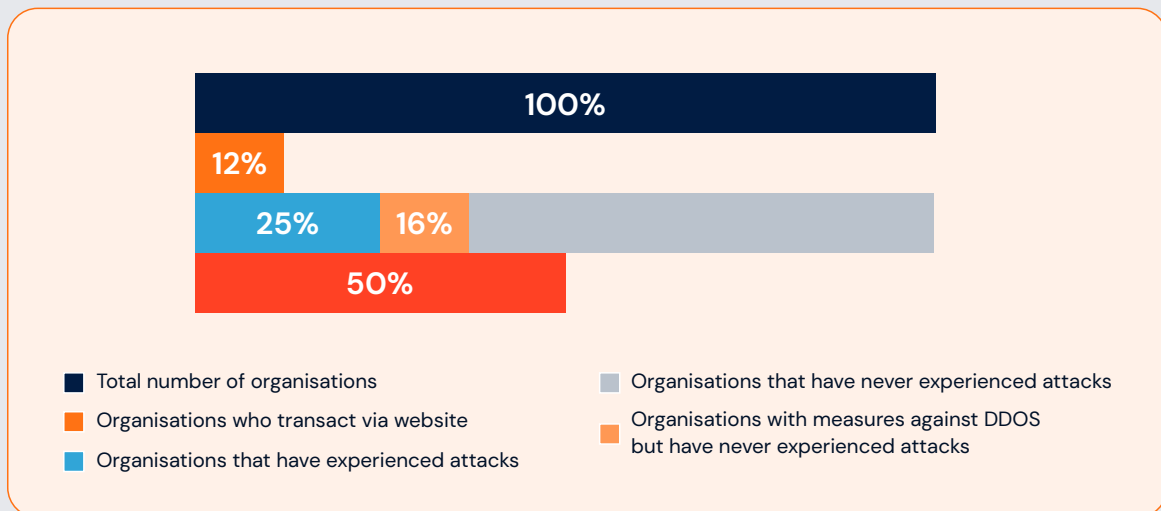 100%
12%
25% 16%
50%
Total number of organisations
Organisations who transact via website
Organisations that have experienced attacks
Organisations that have never experienced attacks
Organisations with measures against DDOS
but have never experienced attacks